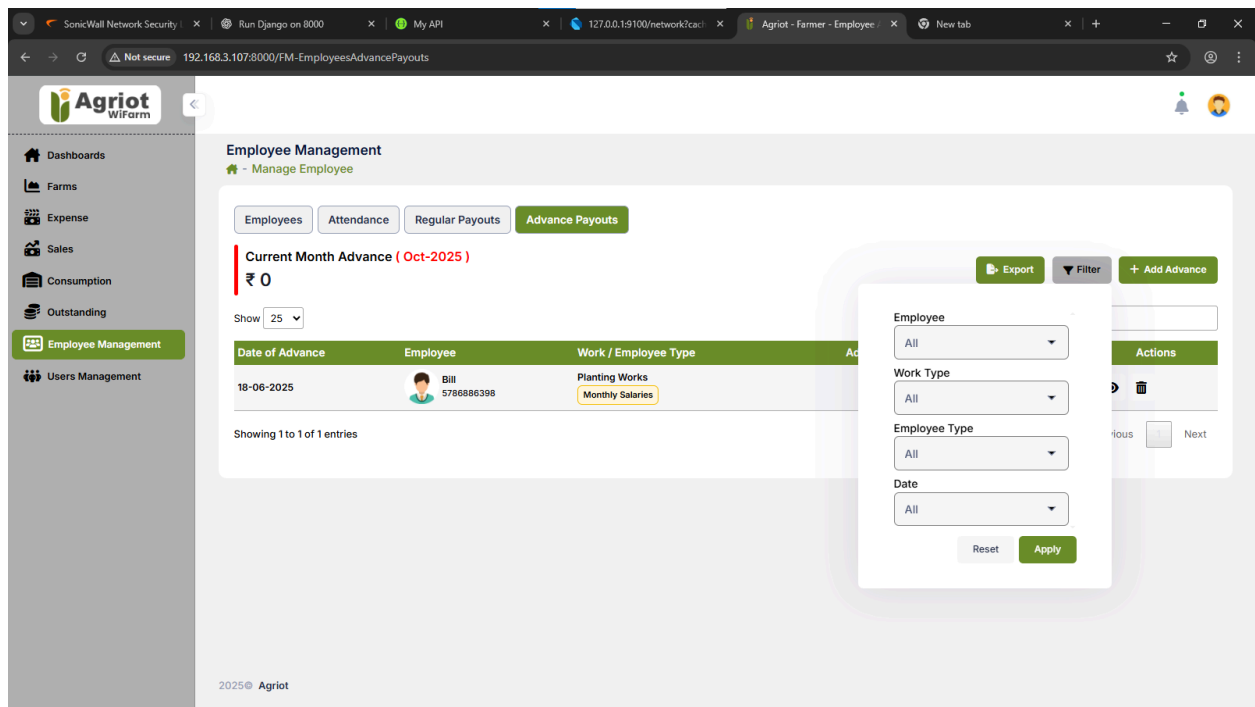 SonicWall Network Security L
Run Django on 8000
My API
127.0.0.1:9100/network?cach
Agriot - Farmer - Employee A
New tab
Not secure 192.168.3.107:8000/FM-EmployeesAdvancePayouts
Agriot
WiFarm
Dashboards
Farms
Expense
Sales
Consumption
Outstanding
Employee Management
Users Management
Employee Management
- Manage Employee
Employees Attendance Regular Payouts Advance Payouts
Current Month Advance ( Oct-2025 )
₹ 0
Export Filter + Add Advance
Show 25
Date of Advance Employee Work / Employee Type Actions
18-06-2025
Bill
5786886398
Planting Works
Monthly Salaries
Showing 1 to 1 of 1 entries
1 Next
Employee
All
Work Type
All
Employee Type
All
Date
All
Reset Apply
2025© Agriot